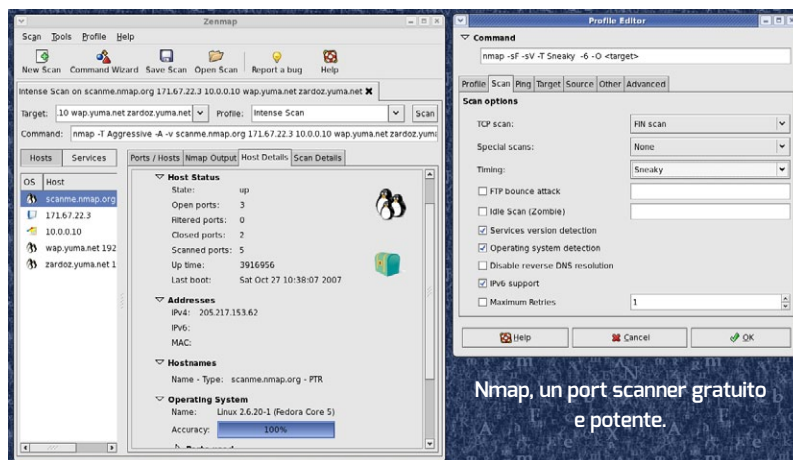 Zenmap
Scan Tools Profile Help
New Scan Command Wizard Save Scan Open Scan Report a bug Help
Intense Scan on scanme.nmap.org 171.67.22.3 10.0.0.10 wap.yuma.net zardoz.yuma.net
Target: .10 wap.yuma.net zardoz.yuma.net Profile: Intense Scan Scan
Command: nmap -T Aggressive -A -v scanme.nmap.org 171.67.22.3 10.0.0.10 wap.yuma.net zardoz.yuma
Hosts Services
OS Host
scanme.nmap.org
171.67.22.3
10.0.0.10
wap.yuma.net 192
zardoz.yuma.net 1
Ports / Hosts Nmap Output Host Details Scan Details
Host Status
State: up
Open ports: 3
Filtered ports: 0
Closed ports: 2
Scanned ports: 5
Up time: 3916956
Last boot: Sat Oct 27 10:38:07 2007
Addresses
IPv4: 205.217.153.62
IPv6:
MAC:
Hostnames
Name - Type: scanme.nmap.org - PTR
Operating System
Name: Linux 2.6.20-1 (Fedora Core 5)
Accuracy: 100%
Profile Editor
Command
nmap -sF -sV -T Sneaky -6 -O <target>
Profile Scan Ping Target Source Other Advanced
Scan options
TCP scan: FIN scan
Special scans: None
Timing: Sneaky
FTP bounce attack
Idle Scan (Zombie)
Services version detection
Operating system detection
Disable reverse DNS resolution
IPv6 support
Maximum Retries 1
Help Cancel OK
Nmap, un port scanner gratuito
e potente.